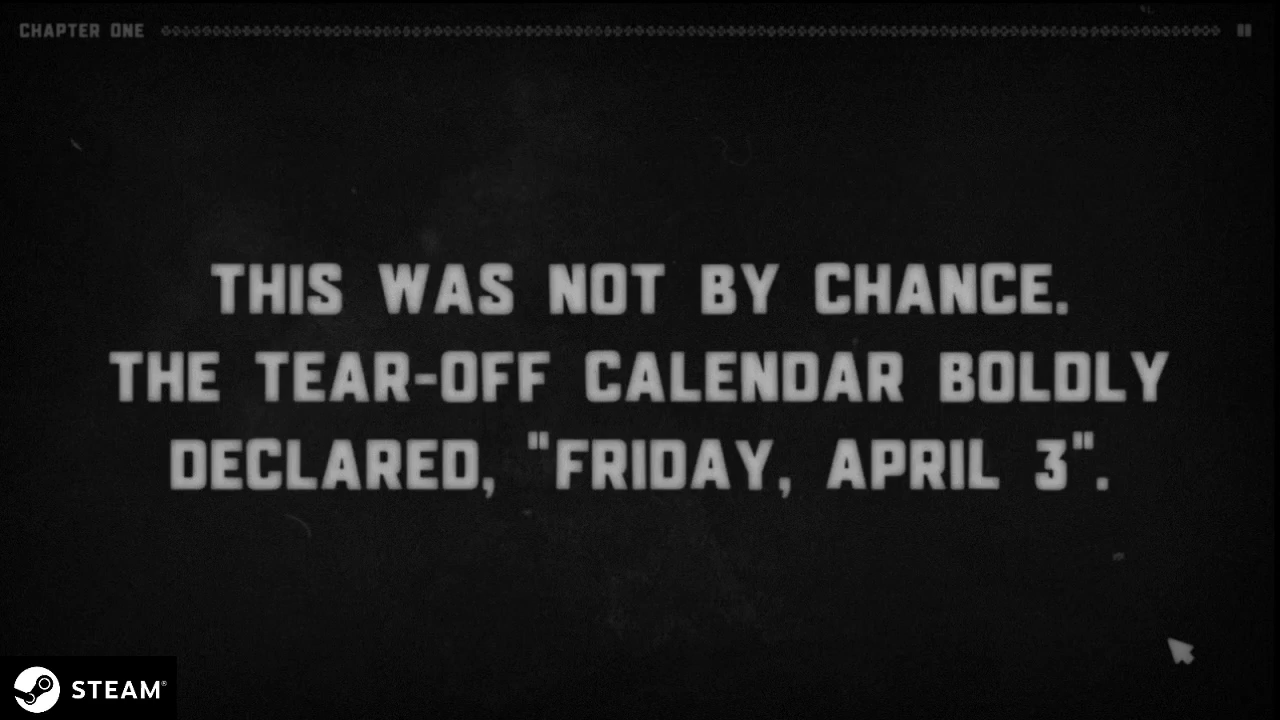 CHAPTER ONE
THIS WAS NOT BY CHANCE.
THE TEAR-OFF CALENDAR BOLDLY
DECLARED, "FRIDAY, APRIL 3".
STEAM®